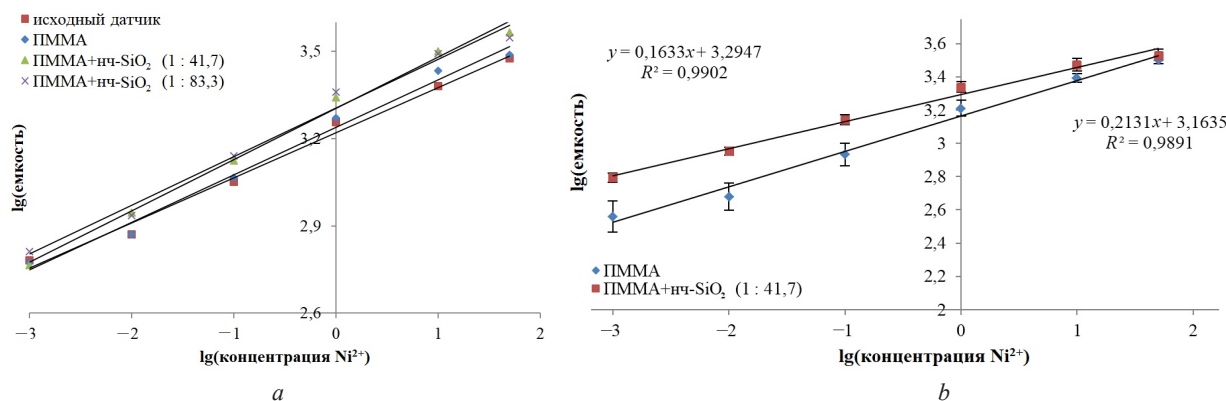 исходный датчик
ПММА
ПММА+нч-SiO₂ (1 : 41,7)
ПММА+нч-SiO₂ (1 : 83,3)
lg(емкость)
3,5
3,2
2,9
2,6
−3 −2 −1 0 1 2
lg(концентрация Ni²⁺)
a
y = 0,1633x + 3,2947
R² = 0,9902
y = 0,2131x + 3,1635
R² = 0,9891
lg(емкость)
3,6
3,4
3,2
3
2,8
2,6
2,4
2,2
2
ПММА
ПММА+нч-SiO₂ (1 : 41,7)
−3 −2 −1 0 1 2
lg(концентрация Ni²⁺)
b